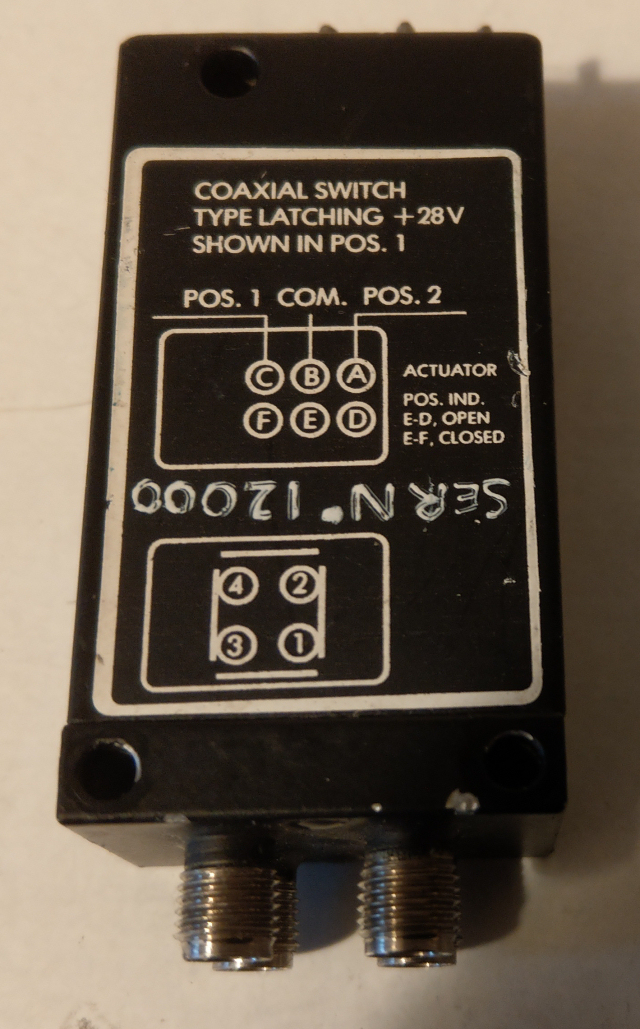 COAXIAL SWITCH
TYPE LATCHING +28V
SHOWN IN POS. 1
POS. 1 COM. POS. 2
C B A ACTUATOR
F E D POS. IND.
E-D, OPEN
E-F, CLOSED
SER Nº 12000
4 2
3 1